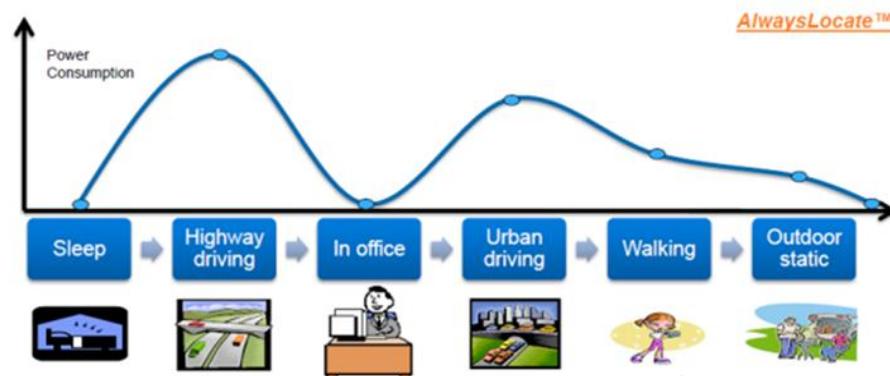 AlwaysLocate™
Power
Consumption
Sleep
Highway
driving
In office
Urban
driving
Walking
Outdoor
static